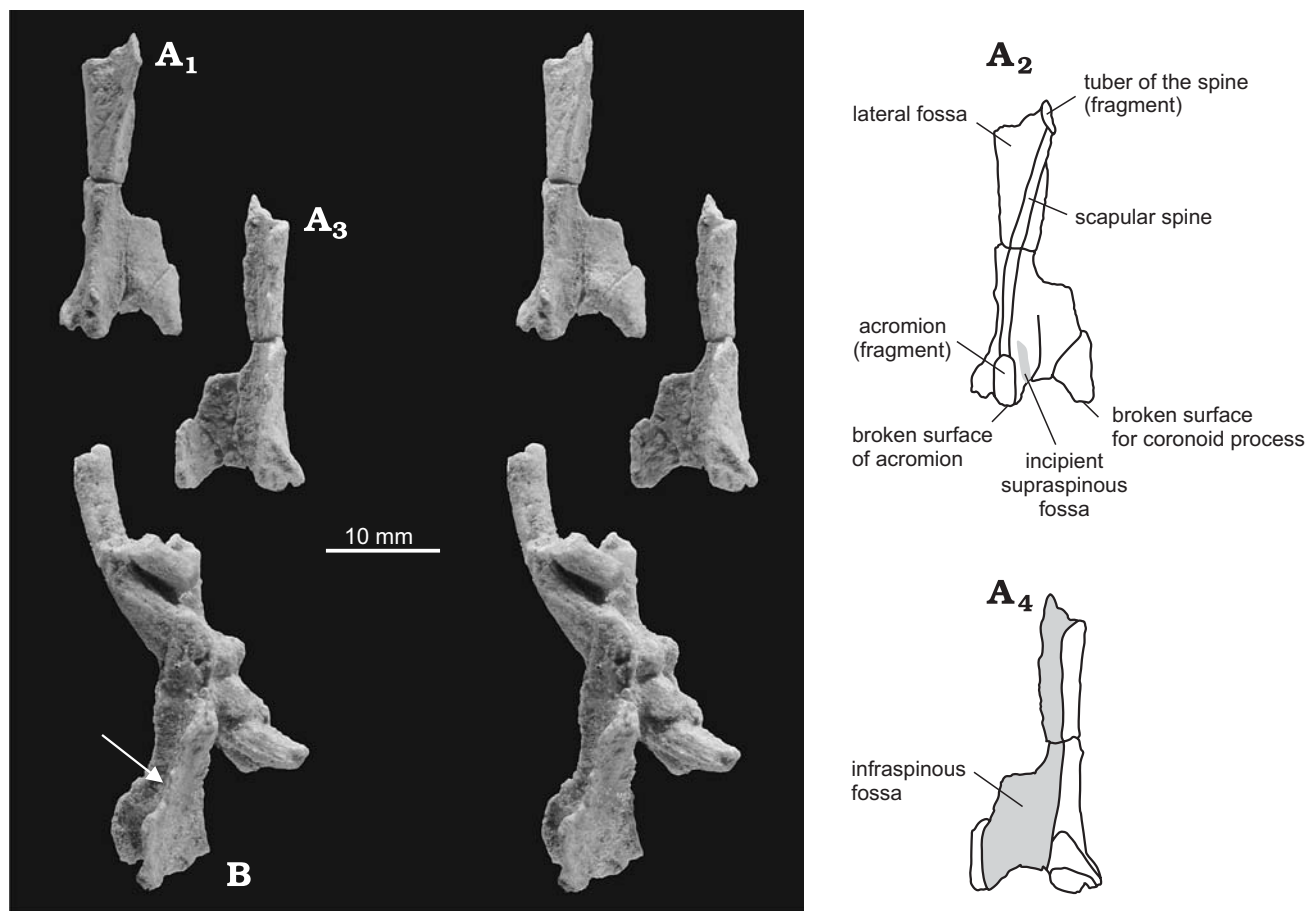 A1
A3
10 mm
B
A2
tuber of the spine
(fragment)
lateral fossa
scapular spine
acromion
(fragment)
broken surface
of acromion
incipient
supraspinous
fossa
broken surface
for coronoid process
A4
infraspinous
fossa